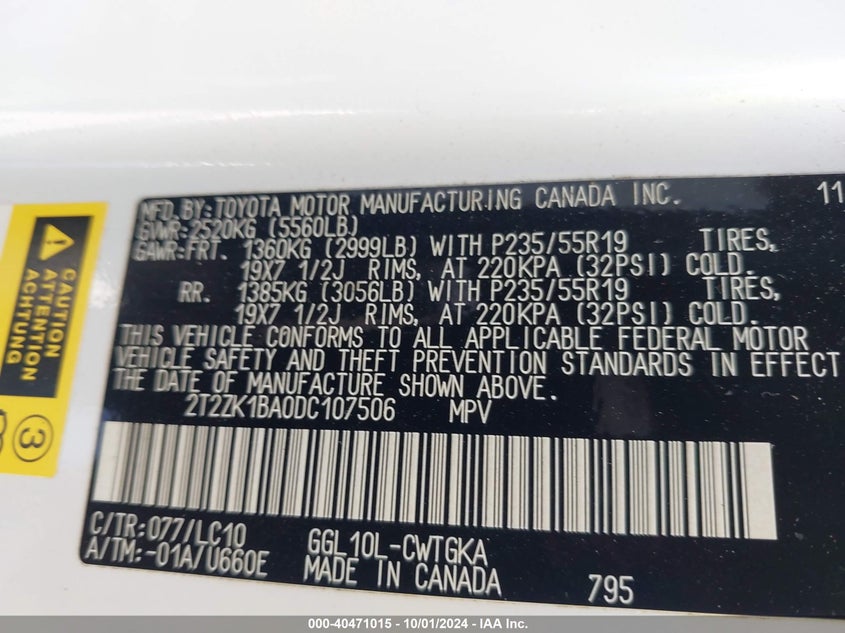 MFD. BY: TOYOTA MOTOR MANUFACTURING CANADA INC. 11
GVWR: 2520KG (5560LB)
GAWR: FRT. 1360KG (2999LB) WITH P235/55R19 TIRES,
19X7 1/2J RIMS, AT 220KPA (32PSI) COLD.
RR. 1385KG (3056LB) WITH P235/55R19 TIRES,
19X7 1/2J RIMS, AT 220KPA (32PSI) COLD.
THIS VEHICLE CONFORMS TO ALL APPLICABLE FEDERAL MOTOR
VEHICLE SAFETY AND THEFT PREVENTION STANDARDS IN EFFECT
THE DATE OF MANUFACTURE SHOWN ABOVE.
2T2ZK1BA0DC107506 MPV
C/TR: 077/LC10 GGL10L-CWTGKA
A/TM: -01A/U660E MADE IN CANADA 795
CAUTION
ATTENTION
ACHTUNG
3
000-40471015 - 10/01/2024 - IAA Inc.